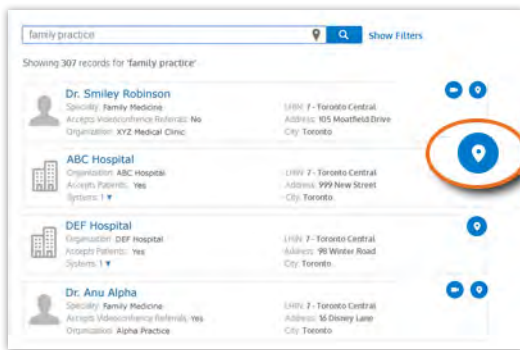 family practice
Show Filters
Showing 307 records for 'family practice'
Dr. Smiley Robinson
Specialty: Family Medicine
LHIN: 7 - Toronto Central
Accepts Videoconfrence Referrals: No
Address: 105 Moatfield Drive
Organization: XYZ Medical Clinic
City: Toronto
ABC Hospital
Organization: ABC Hospital
LHIN: 7 - Toronto Central
Accepts Patients: Yes
Address: 999 New Street
Systems: 1
City: Toronto
DEF Hospital
Organization: DEF Hospital
LHIN: 7 - Toronto Central
Accepts Patients: Yes
Address: 98 Winter Road
Systems: 1
City: Toronto
Dr. Anu Alpha
Specialty: Family Medicine
LHIN: 7 - Toronto Central
Accepts Videoconfrence Referrals: Yes
Address: 16 Disney Lane
Organization: Alpha Practice
City: Toronto